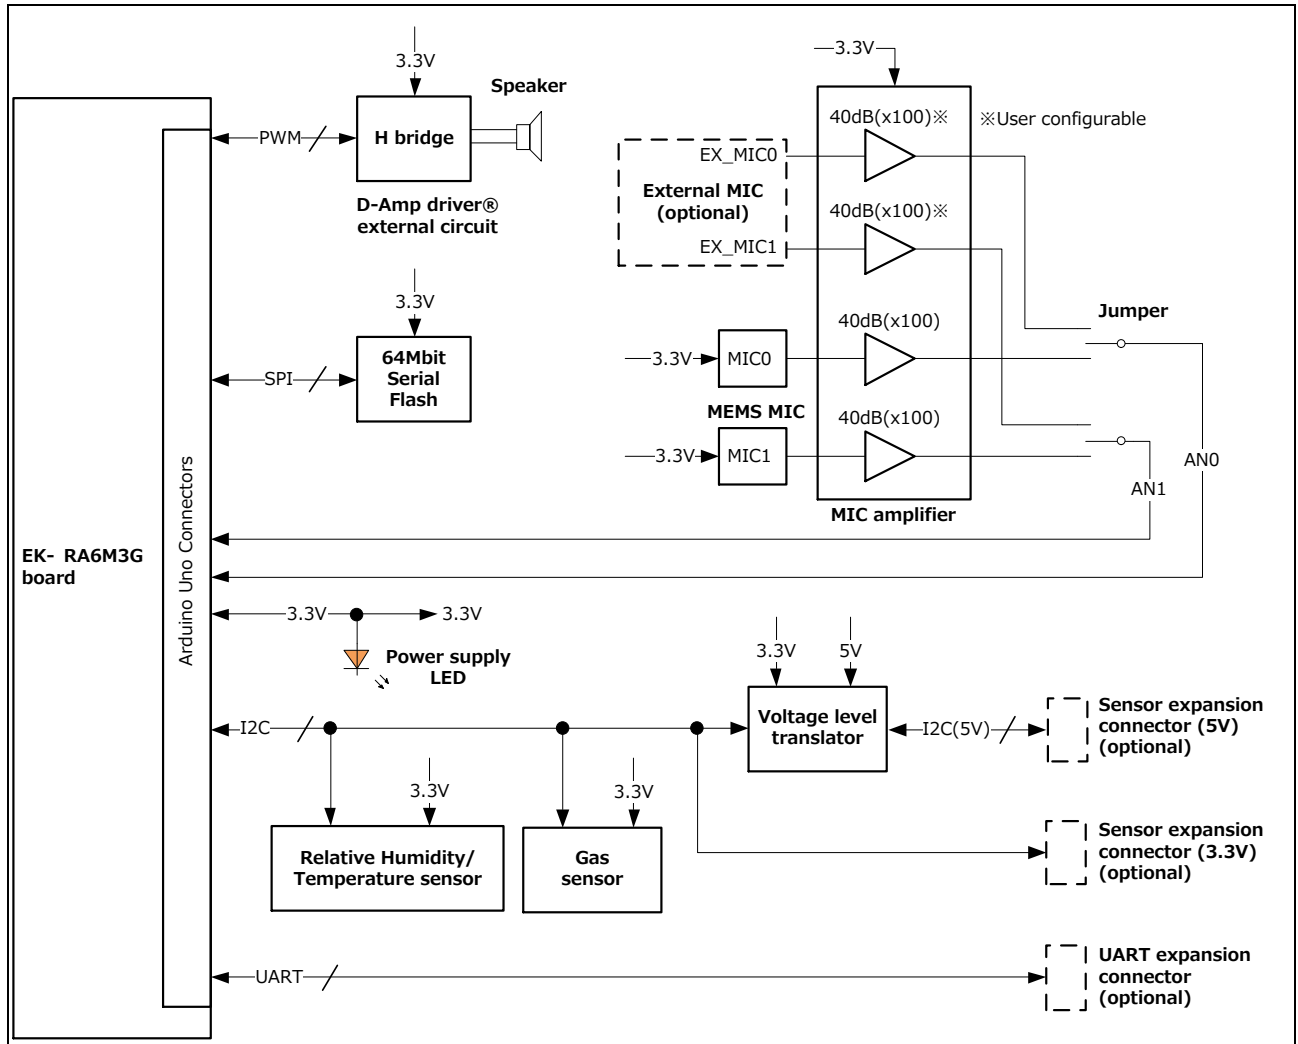 3.3V
Speaker
PWM
H bridge
D-Amp driver®
external circuit
3.3V
40dB(x100)※
※User configurable
EX_MIC0
External MIC
(optional)
40dB(x100)※
EX_MIC1
3.3V
64Mbit
Serial
Flash
SPI
Jumper
40dB(x100)
3.3V
MIC0
MEMS MIC
40dB(x100)
3.3V
MIC1
AN0
AN1
MIC amplifier
EK- RA6M3G
board
Arduino Uno Connectors
3.3V
3.3V
Power supply
LED
3.3V
5V
I2C
Voltage level
translator
I2C(5V)
Sensor expansion
connector (5V)
(optional)
3.3V
3.3V
Relative Humidity/
Temperature sensor
Gas
sensor
Sensor expansion
connector (3.3V)
(optional)
UART
UART expansion
connector
(optional)